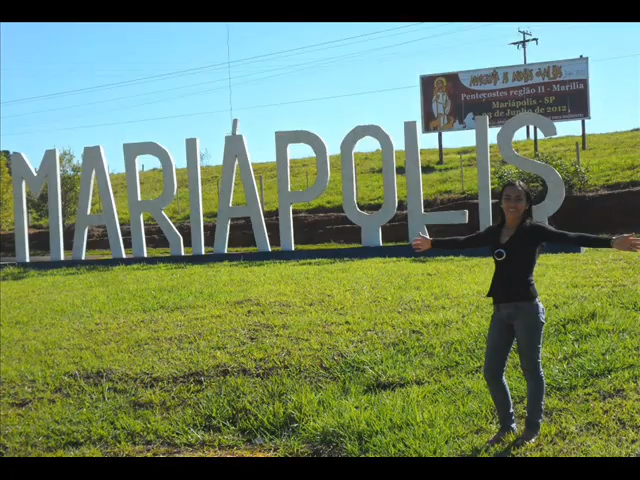 MARIÁPOLIS
Pentecostes região II - Marília
Mariápolis - SP
de Junho de 2012